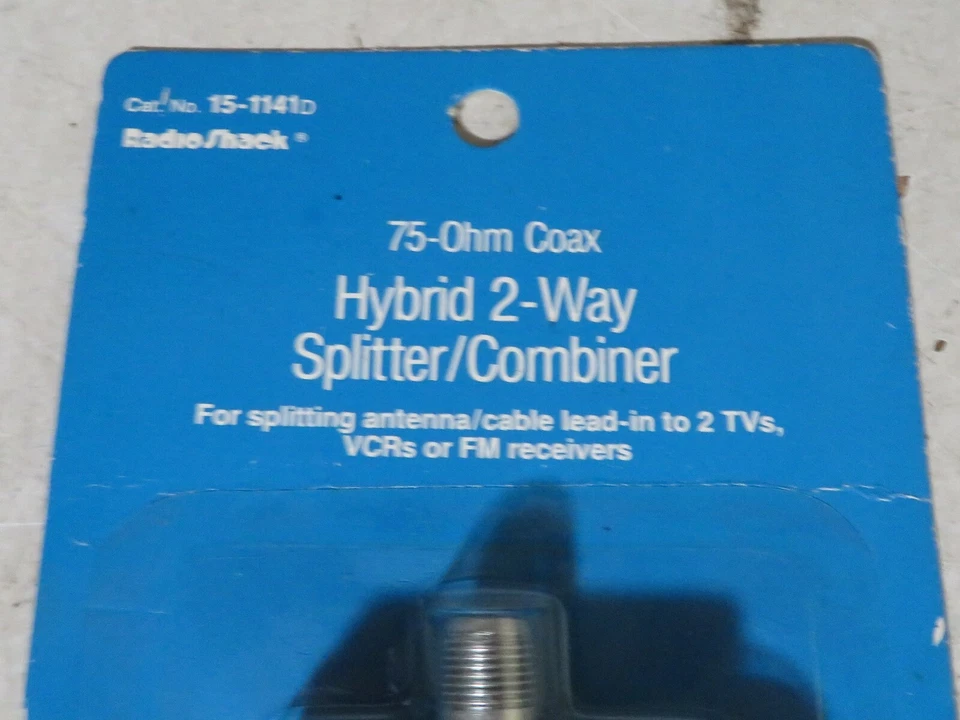 Cat. No. 15-1141D
RadioShack®
75-Ohm Coax
Hybrid 2-Way
Splitter/Combiner
For splitting antenna/cable lead-in to 2 TVs,
VCRs or FM receivers